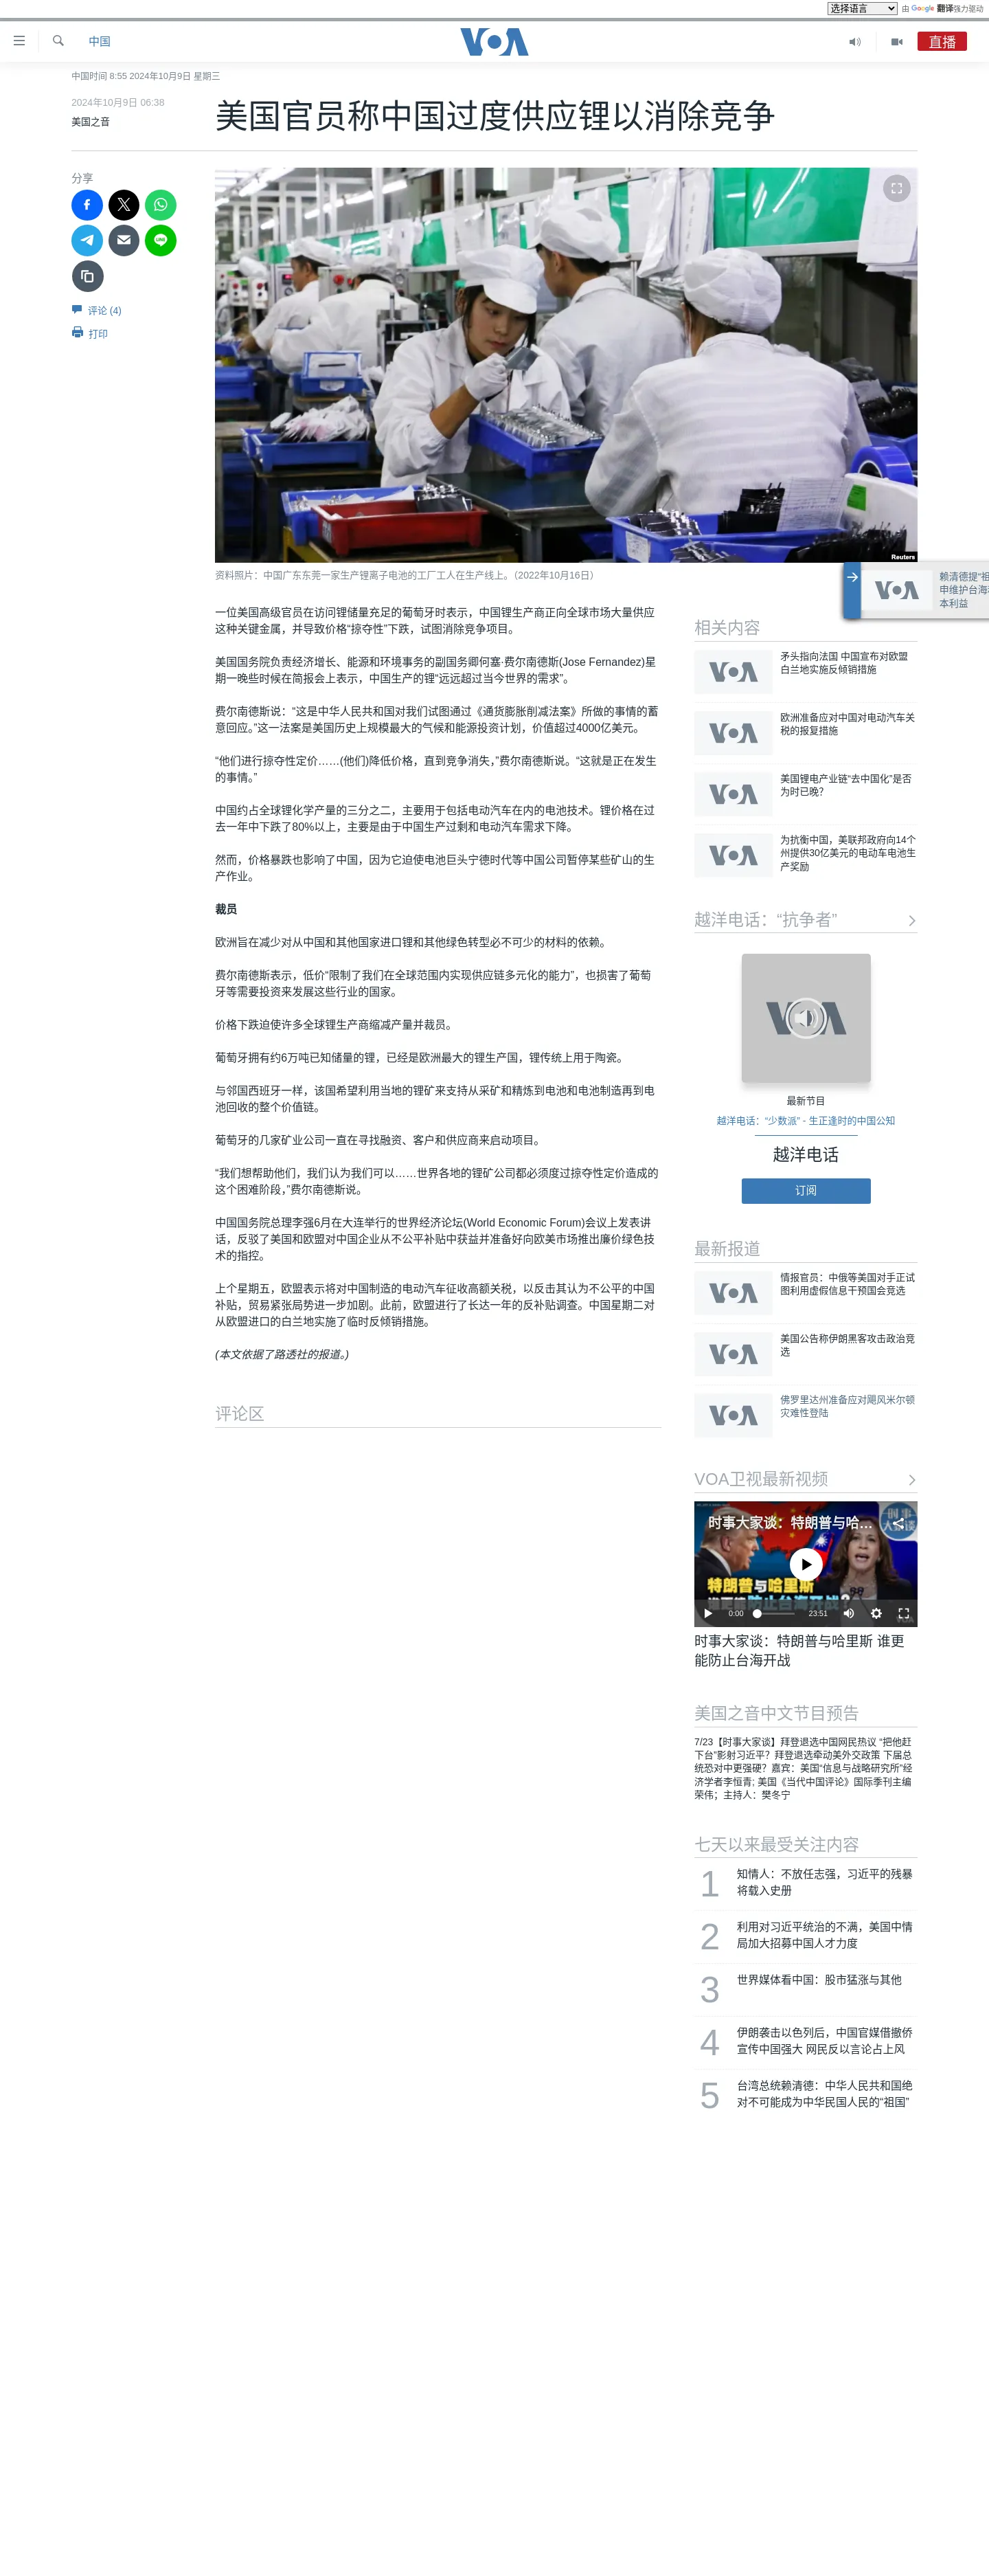 选择语言 由 Google 翻译强力驱动
中国
VOA
直播
中国时间 8:55 2024年10月9日 星期三
2024年10月9日 06:38
美国之音
美国官员称中国过度供应锂以消除竞争
分享
LINE
评论 (4)
打印
Reuters
资料照片：中国广东东莞一家生产锂离子电池的工厂工人在生产线上。（2022年10月16日）
一位美国高级官员在访问锂储量充足的葡萄牙时表示，中国锂生产商正向全球市场大量供应
这种关键金属，并导致价格“掠夺性”下跌，试图消除竞争项目。
美国国务院负责经济增长、能源和环境事务的副国务卿何塞·费尔南德斯(Jose Fernandez)星
期一晚些时候在简报会上表示，中国生产的锂“远远超过当今世界的需求”。
费尔南德斯说：“这是中华人民共和国对我们试图通过《通货膨胀削减法案》所做的事情的蓄
意回应。”这一法案是美国历史上规模最大的气候和能源投资计划，价值超过4000亿美元。
“他们进行掠夺性定价……(他们)降低价格，直到竞争消失，”费尔南德斯说。“这就是正在发生
的事情。”
中国约占全球锂化学产量的三分之二，主要用于包括电动汽车在内的电池技术。锂价格在过
去一年中下跌了80%以上，主要是由于中国生产过剩和电动汽车需求下降。
然而，价格暴跌也影响了中国，因为它迫使电池巨头宁德时代等中国公司暂停某些矿山的生
产作业。
裁员
欧洲旨在减少对从中国和其他国家进口锂和其他绿色转型必不可少的材料的依赖。
费尔南德斯表示，低价“限制了我们在全球范围内实现供应链多元化的能力”，也损害了葡萄
牙等需要投资来发展这些行业的国家。
价格下跌迫使许多全球锂生产商缩减产量并裁员。
葡萄牙拥有约6万吨已知储量的锂，已经是欧洲最大的锂生产国，锂传统上用于陶瓷。
与邻国西班牙一样，该国希望利用当地的锂矿来支持从采矿和精炼到电池和电池制造再到电
池回收的整个价值链。
葡萄牙的几家矿业公司一直在寻找融资、客户和供应商来启动项目。
“我们想帮助他们，我们认为我们可以……世界各地的锂矿公司都必须度过掠夺性定价造成的
这个困难阶段，”费尔南德斯说。
中国国务院总理李强6月在大连举行的世界经济论坛(World Economic Forum)会议上发表讲
话，反驳了美国和欧盟对中国企业从不公平补贴中获益并准备好向欧美市场推出廉价绿色技
术的指控。
上个星期五，欧盟表示将对中国制造的电动汽车征收高额关税，以反击其认为不公平的中国
补贴，贸易紧张局势进一步加剧。此前，欧盟进行了长达一年的反补贴调查。中国星期二对
从欧盟进口的白兰地实施了临时反倾销措施。
(本文依据了路透社的报道。)
评论区
VOA
赖清德提“祖
申维护台海
本利益
相关内容
VOA
矛头指向法国 中国宣布对欧盟
白兰地实施反倾销措施
VOA
欧洲准备应对中国对电动汽车关
税的报复措施
VOA
美国锂电产业链“去中国化”是否
为时已晚？
VOA
为抗衡中国，美联邦政府向14个
州提供30亿美元的电动车电池生
产奖励
越洋电话：“抗争者”
VOA
最新节目
越洋电话：“少数派” - 生正逢时的中国公知
越洋电话
订阅
最新报道
VOA
情报官员：中俄等美国对手正试
图利用虚假信息干预国会竞选
VOA
美国公告称伊朗黑客攻击政治竞
选
VOA
佛罗里达州准备应对飓风米尔顿
灾难性登陆
VOA卫视最新视频
时事大家谈：特朗普与哈...
特朗普与哈里斯
谁更能防止台海开战？
0:00 23:51
时事大家谈：特朗普与哈里斯 谁更
能防止台海开战
美国之音中文节目预告
7/23【时事大家谈】拜登退选中国网民热议 “把他赶
下台”影射习近平？拜登退选牵动美外交政策 下届总
统恐对中更强硬？嘉宾：美国“信息与战略研究所”经
济学者李恒青; 美国《当代中国评论》国际季刊主编
荣伟；主持人：樊冬宁
七天以来最受关注内容
1 知情人：不放任志强，习近平的残暴
将载入史册
2 利用对习近平统治的不满，美国中情
局加大招募中国人才力度
3 世界媒体看中国：股市猛涨与其他
4 伊朗袭击以色列后，中国官媒借撤侨
宣传中国强大 网民反以言论占上风
5 台湾总统赖清德：中华人民共和国绝
对不可能成为中华民国人民的“祖国”